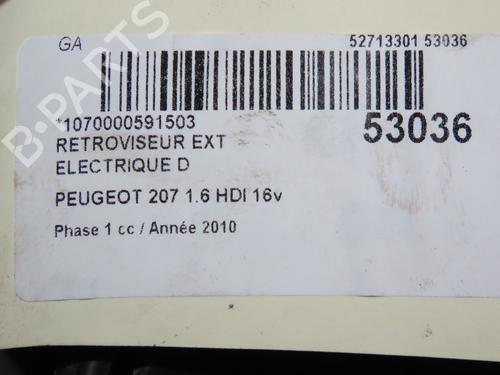 GA 52713301 53036
*1070000591503 53036
RETROVISEUR EXT
ELECTRIQUE D
PEUGEOT 207 1.6 HDI 16v
Phase 1 cc / Année 2010
B-PARTS